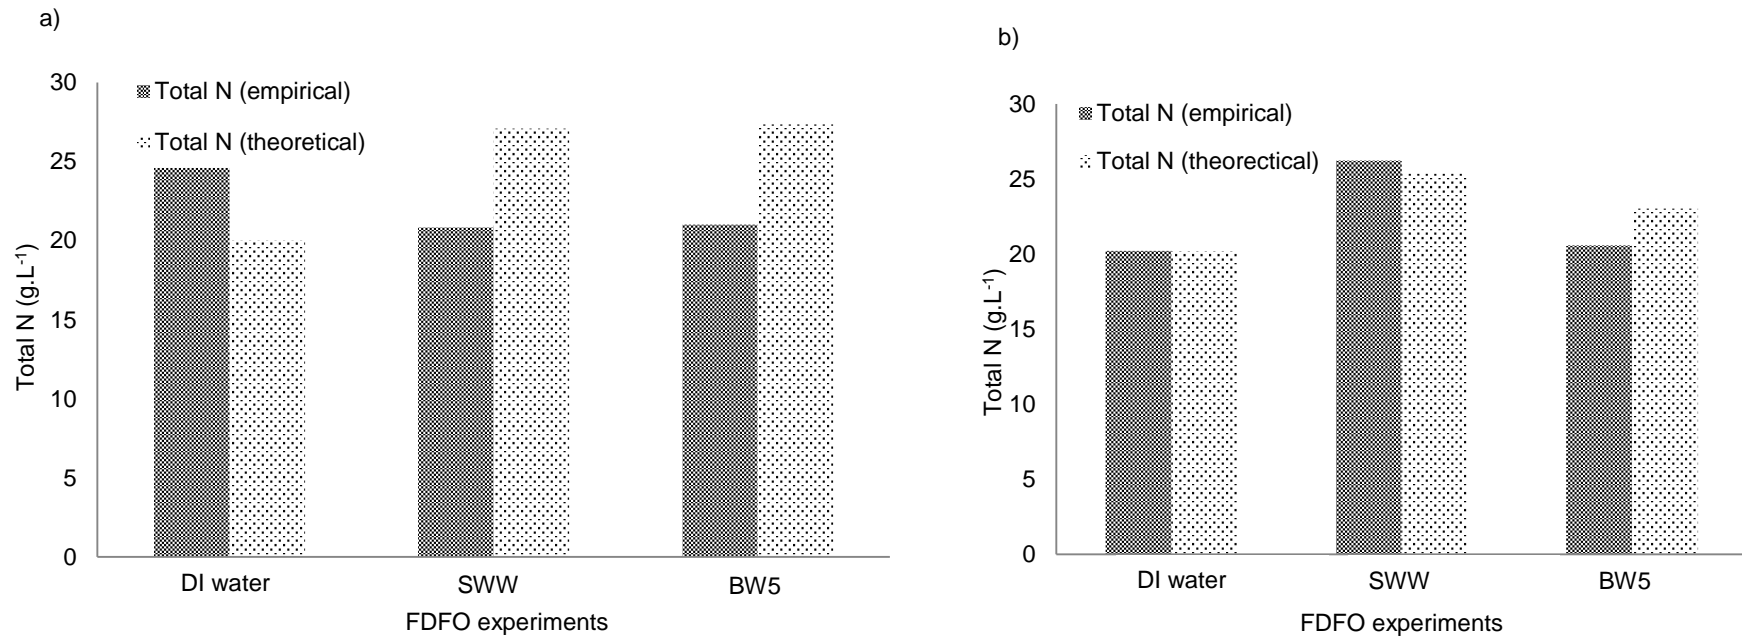 a)
30
25
20
15
10
5
0
Total N (g.L-1)
Total N (empirical)
Total N (theoretical)
DI water
SWW
BW5
FDFO experiments
b)
30
25
20
15
10
5
0
Total N (g.L-1)
Total N (empirical)
Total N (theorectical)
DI water
SWW
BW5
FDFO experiments